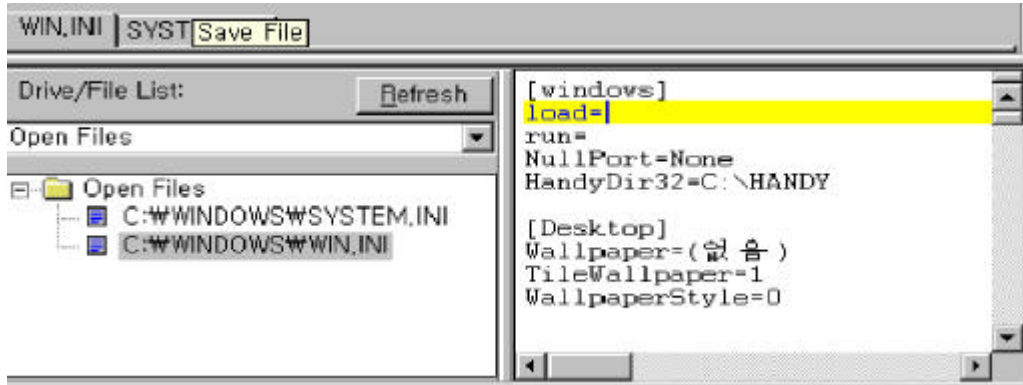 WIN.INI SYST
Save File
Drive/File List:
Refresh
Open Files
Open Files
C:₩WINDOWS₩SYSTEM.INI
C:₩WINDOWS₩WIN.INI
[windows]
load=
run=
NullPort=None
HandyDir32=C:\HANDY
[Desktop]
Wallpaper=(없음)
TileWallpaper=1
WallpaperStyle=0